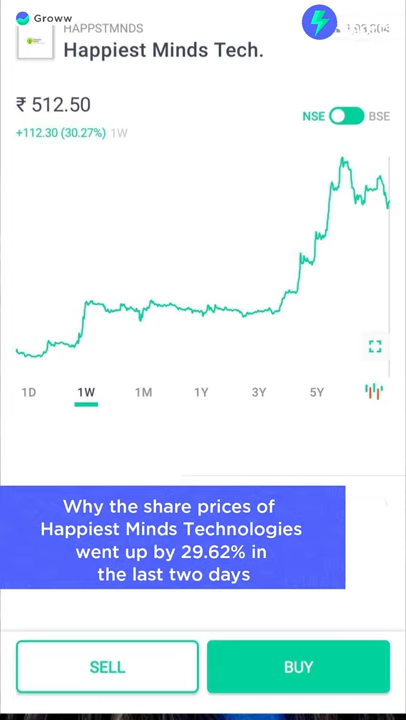 Groww
HAPPSTMNDS
Happiest Minds Tech.
₹ 512.50
NSE BSE
+112.30 (30.27%) 1W
1D 1W 1M 1Y 3Y 5Y
Why the share prices of
Happiest Minds Technologies
went up by 29.62% in
the last two days
SELL BUY